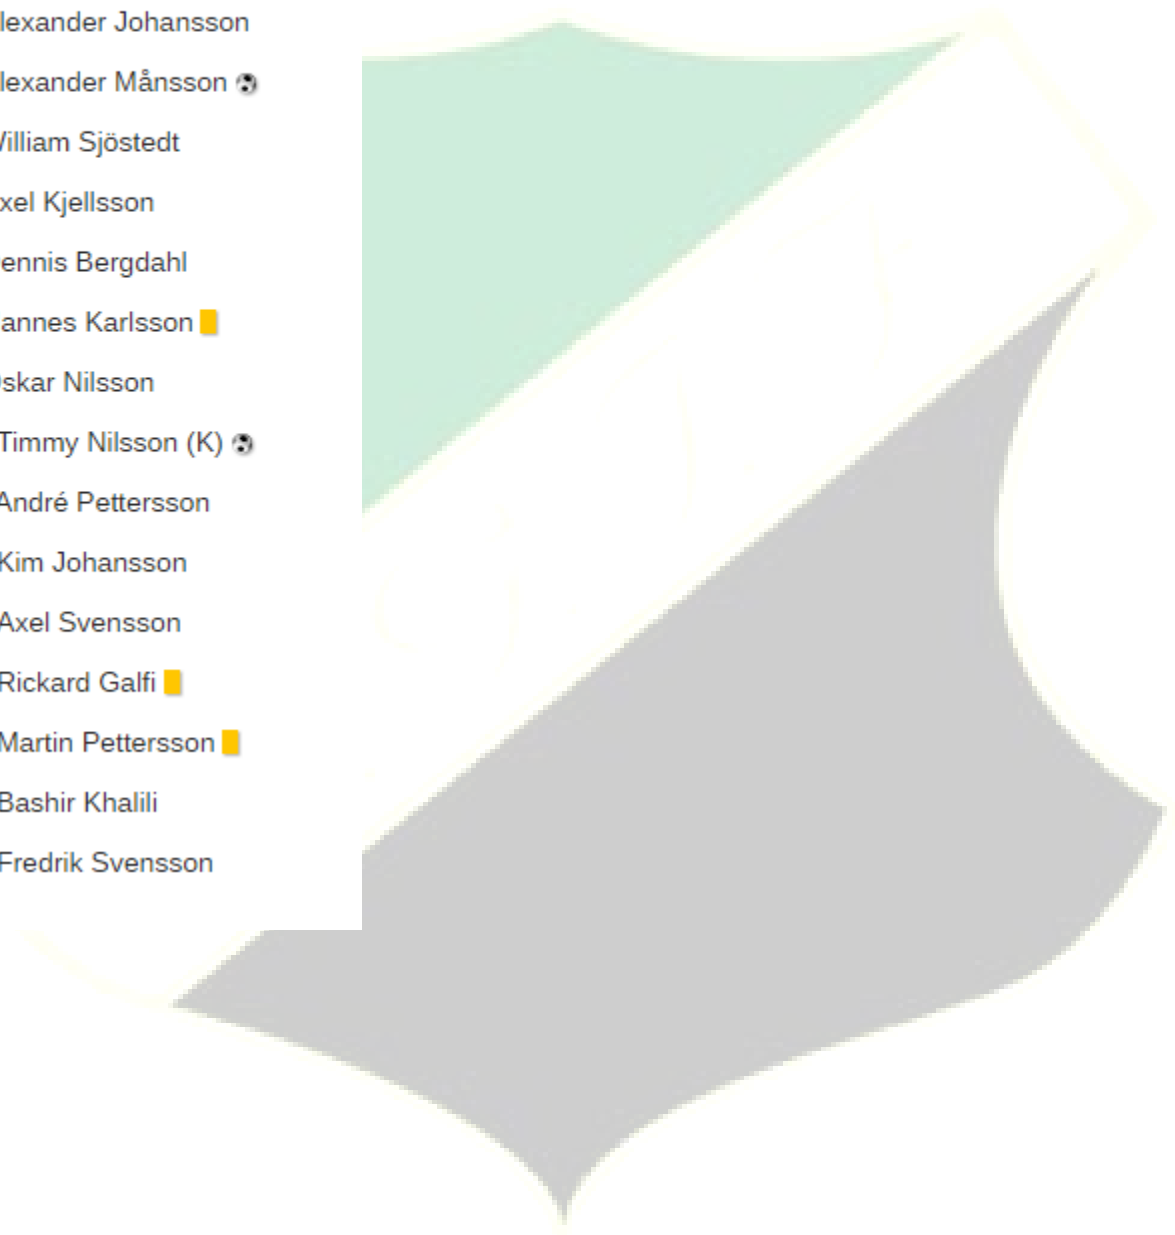 lexander Johansson
lexander Månsson
William Sjöstedt
xel Kjellsson
ennis Bergdahl
annes Karlsson
skar Nilsson
Timmy Nilsson (K)
André Pettersson
Kim Johansson
Axel Svensson
Rickard Galfi
Martin Pettersson
Bashir Khalili
Fredrik Svensson